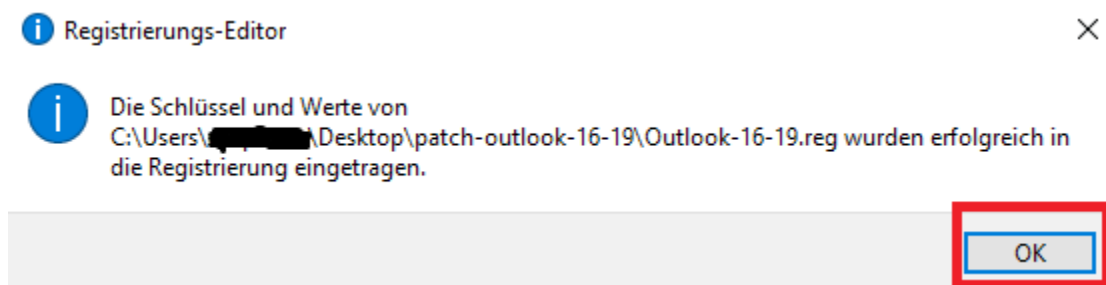 Registrierungs-Editor
Die Schlüssel und Werte von
C:\Users\ \Desktop\patch-outlook-16-19\Outlook-16-19.reg wurden erfolgreich in
die Registrierung eingetragen.
OK